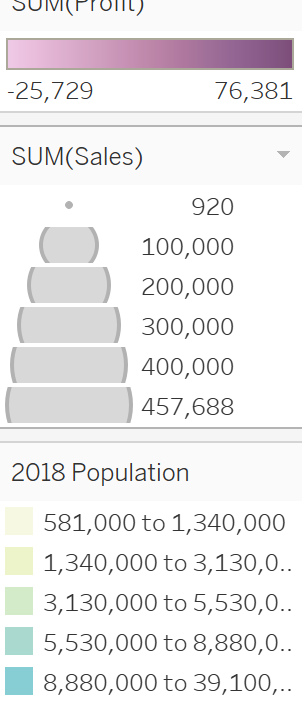 SUM(Profit)
-25,729 76,381
SUM(Sales)
920
100,000
200,000
300,000
400,000
457,688
2018 Population
581,000 to 1,340,000
1,340,000 to 3,130,0..
3,130,000 to 5,530,0..
5,530,000 to 8,880,0..
8,880,000 to 39,100,..